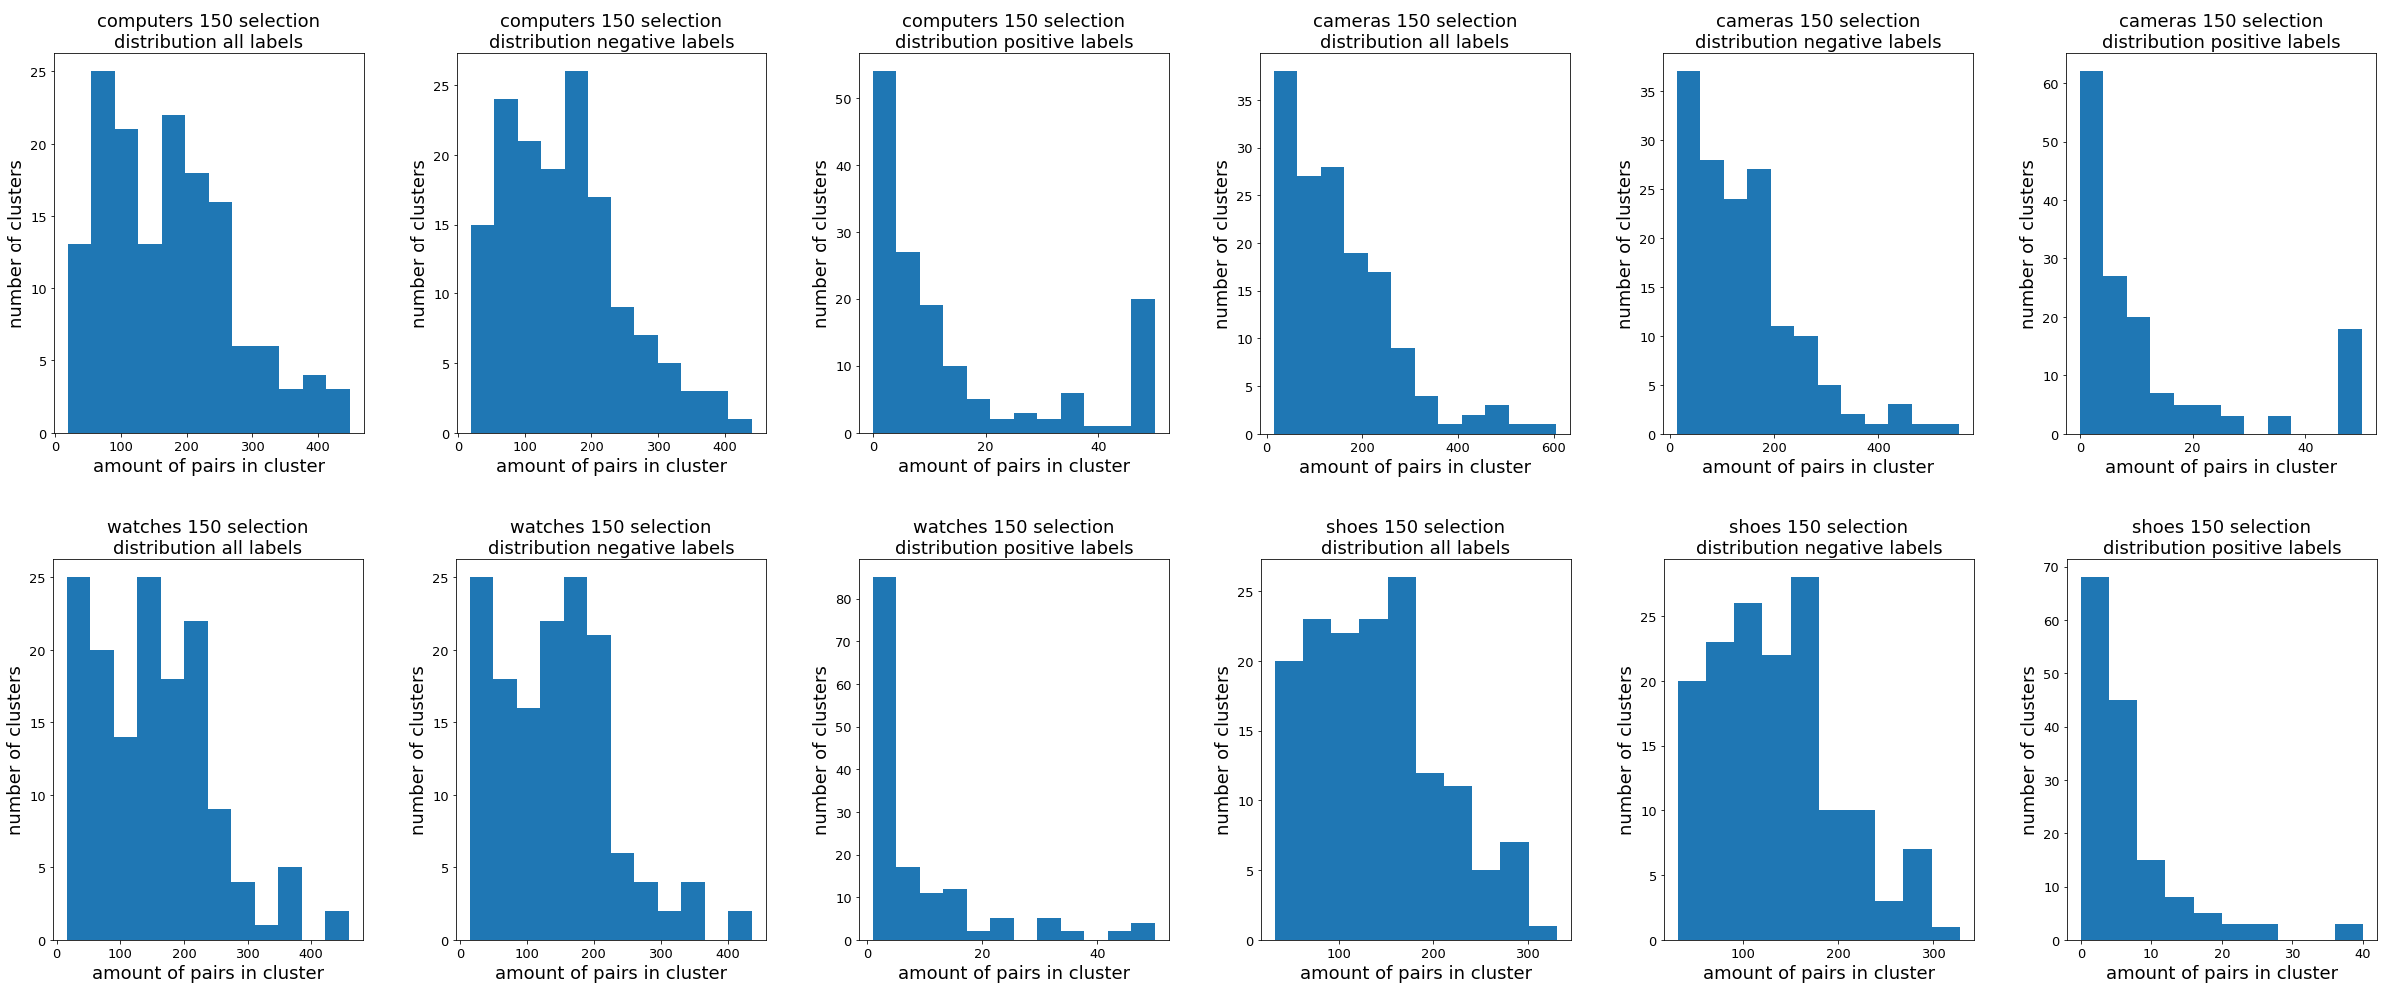 computers 150 selection
distribution all labels
25
20
15
10
5
0
number of clusters
0 100 200 300 400
amount of pairs in cluster
computers 150 selection
distribution negative labels
25
20
15
10
5
0
number of clusters
0 100 200 300 400
amount of pairs in cluster
computers 150 selection
distribution positive labels
50
40
30
20
10
0
number of clusters
0 20 40
amount of pairs in cluster
cameras 150 selection
distribution all labels
35
30
25
20
15
10
5
0
number of clusters
0 200 400 600
amount of pairs in cluster
cameras 150 selection
distribution negative labels
35
30
25
20
15
10
5
0
number of clusters
0 200 400
amount of pairs in cluster
cameras 150 selection
distribution positive labels
60
50
40
30
20
10
0
number of clusters
0 20 40
amount of pairs in cluster
watches 150 selection
distribution all labels
25
20
15
10
5
0
number of clusters
0 100 200 300 400
amount of pairs in cluster
watches 150 selection
distribution negative labels
25
20
15
10
5
0
number of clusters
0 100 200 300 400
amount of pairs in cluster
watches 150 selection
distribution positive labels
80
70
60
50
40
30
20
10
0
number of clusters
0 20 40
amount of pairs in cluster
shoes 150 selection
distribution all labels
25
20
15
10
5
0
number of clusters
100 200 300
amount of pairs in cluster
shoes 150 selection
distribution negative labels
25
20
15
10
5
0
number of clusters
100 200 300
amount of pairs in cluster
shoes 150 selection
distribution positive labels
70
60
50
40
30
20
10
0
number of clusters
0 10 20 30 40
amount of pairs in cluster